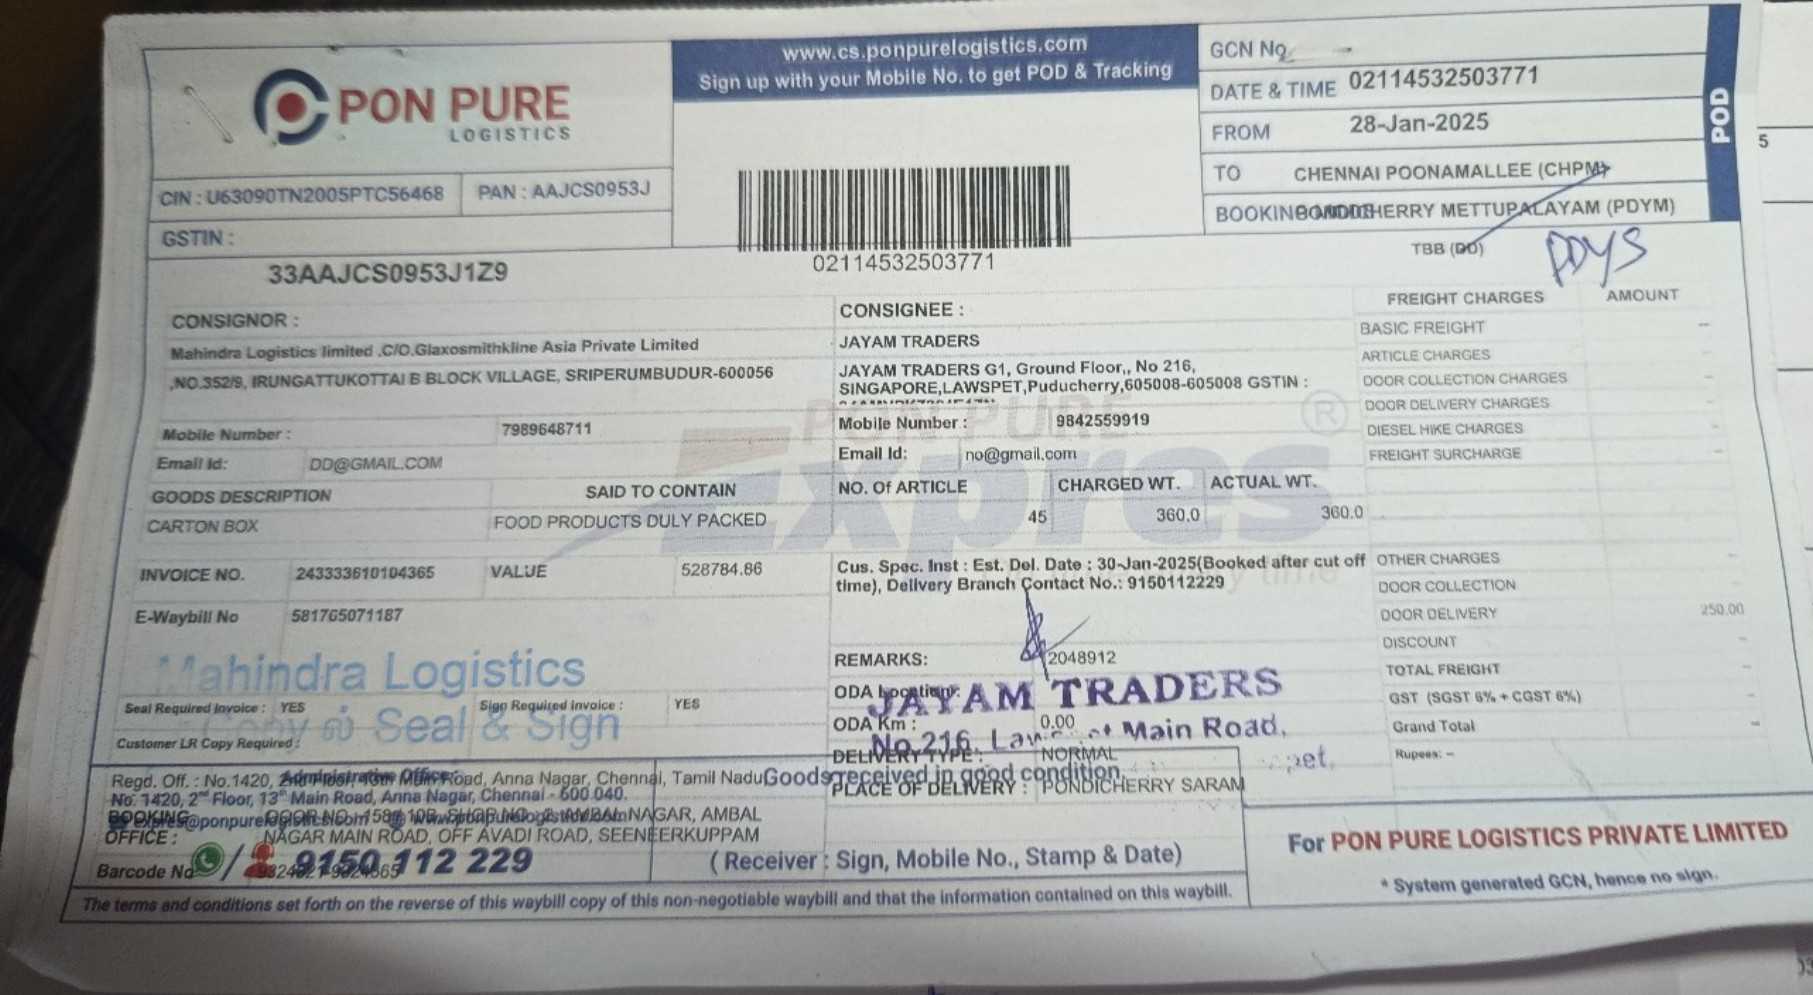 PON PURE
LOGISTICS
www.cs.ponpurelogistics.com
Sign up with your Mobile No. to get POD & Tracking
GCN No.
DATE & TIME 02114532503771
FROM 28-Jan-2025
TO CHENNAI POONAMALLEE (CHPM)
BOOKING MODE PONDICHERRY METTUPALAYAM (PDYM)
TBB (DD)
PDYS
POD
CIN : U63090TN2005PTC56468 PAN : AAJCS0953J
GSTIN :
33AAJCS0953J1Z9
02114532503771
CONSIGNOR :
Mahindra Logistics limited ,C/O.Glaxosmithkline Asia Private Limited
,NO.352/9, IRUNGATTUKOTTAI B BLOCK VILLAGE, SRIPERUMBUDUR-600056
Mobile Number : 7989648711
Email Id: DD@GMAIL.COM
CONSIGNEE :
JAYAM TRADERS
JAYAM TRADERS G1, Ground Floor,, No 216,
SINGAPORE,LAWSPET,Puducherry,605008-605008 GSTIN :
Mobile Number : 9842559919
Email Id: no@gmail.com
PON PURE
Expres ®
GOODS DESCRIPTION SAID TO CONTAIN NO. Of ARTICLE CHARGED WT. ACTUAL WT.
CARTON BOX FOOD PRODUCTS DULY PACKED 45 360.0 360.0
INVOICE NO. 243333610104365 VALUE 528784.86
E-Waybill No 581765071187
Cus. Spec. Inst : Est. Del. Date : 30-Jan-2025(Booked after cut off
time), Delivery Branch Contact No.: 9150112229
FREIGHT CHARGES AMOUNT
BASIC FREIGHT -
ARTICLE CHARGES -
DOOR COLLECTION CHARGES -
DOOR DELIVERY CHARGES -
DIESEL HIKE CHARGES -
FREIGHT SURCHARGE -
OTHER CHARGES -
DOOR COLLECTION -
DOOR DELIVERY 250.00
DISCOUNT -
TOTAL FREIGHT -
GST (SGST 6% + CGST 6%) -
Grand Total -
Rupees: -
Mahindra Logistics
Seal & Sign
Seal Required Invoice : YES Sign Required Invoice : YES
Customer LR Copy Required :
REMARKS: 2048912
ODA Location:
ODA Km : 0.00
DELIVERY TYPE : NORMAL
PLACE OF DELIVERY : PONDICHERRY SARAM
JAYAM TRADERS
No.216, Main Road,
Goods received in good condition.
Regd. Off. : No.1420, 2nd Floor, 13th Main Road, Anna Nagar, Chennai, Tamil Nadu
Administrative Office:
No. 1420, 2nd Floor, 13th Main Road, Anna Nagar, Chennai - 600 040.
BOOKING
OFFICE :
NAGAR, AMBAL
NAGAR MAIN ROAD, OFF AVADI ROAD, SEENEERKUPPAM
Barcode No
9150 112 229
( Receiver : Sign, Mobile No., Stamp & Date)
For PON PURE LOGISTICS PRIVATE LIMITED
* System generated GCN, hence no sign.
The terms and conditions set forth on the reverse of this waybill copy of this non-negotiable waybill and that the information contained on this waybill.